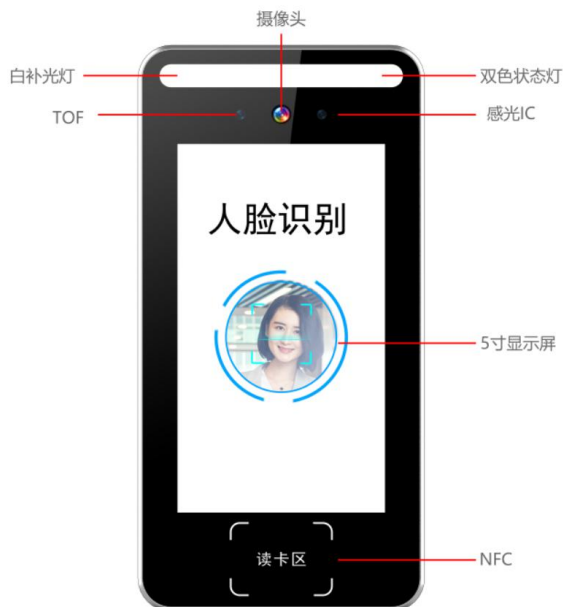 摄像头
白补光灯
双色状态灯
TOF
感光IC
人脸识别
5寸显示屏
读卡区
NFC